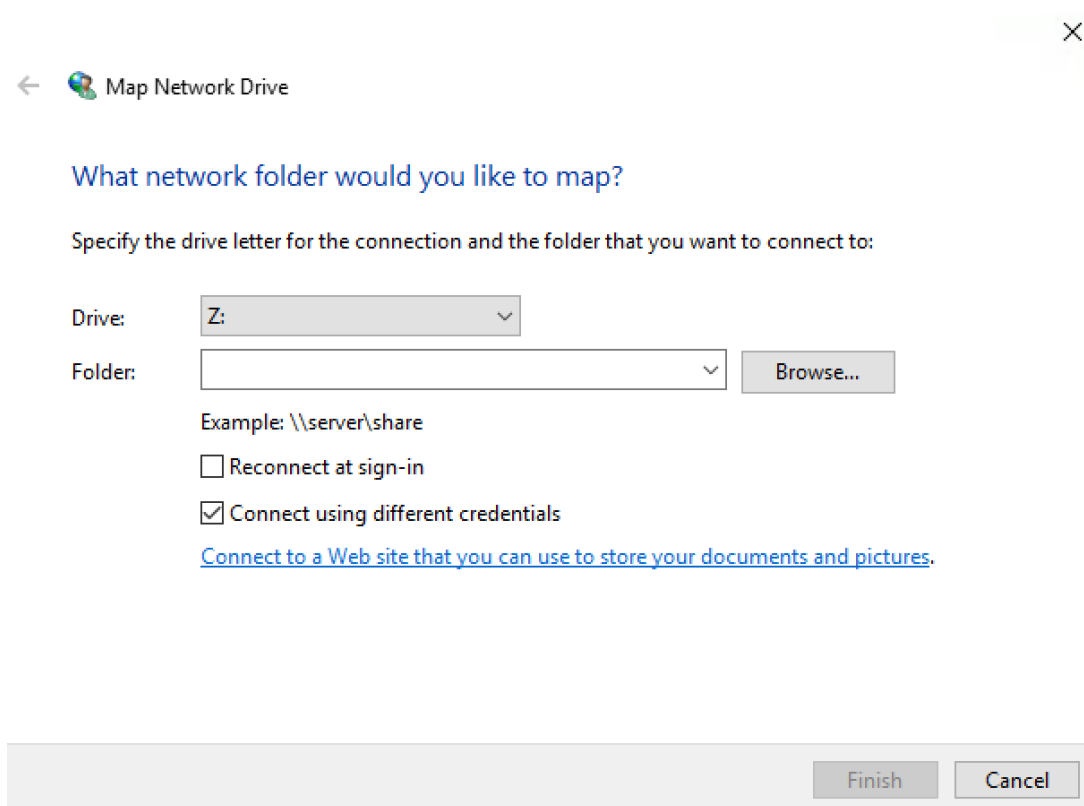 Map Network Drive
What network folder would you like to map?
Specify the drive letter for the connection and the folder that you want to connect to:
Drive: Z:
Folder: Browse...
Example: \\server\share
Reconnect at sign-in
Connect using different credentials
Connect to a Web site that you can use to store your documents and pictures.
Finish Cancel